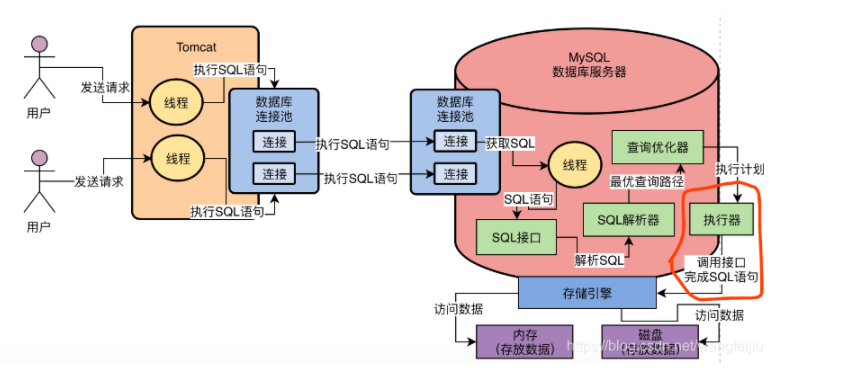 Tomcat
MySQL
数据库服务器
执行SQL语句
发送请求
线程
用户
数据库
连接池
连接
连接
数据库
连接池
连接
连接
执行SQL语句
执行SQL语句
获取SQL
线程
查询优化器
执行计划
最优查询路径
SQL语句
SQL接口
解析SQL
SQL解析器
执行器
调用接口
完成SQL语句
发送请求
线程
执行SQL语句
用户
存储引擎
访问数据
访问数据
内存
（存放数据）
磁盘
（存放数据）